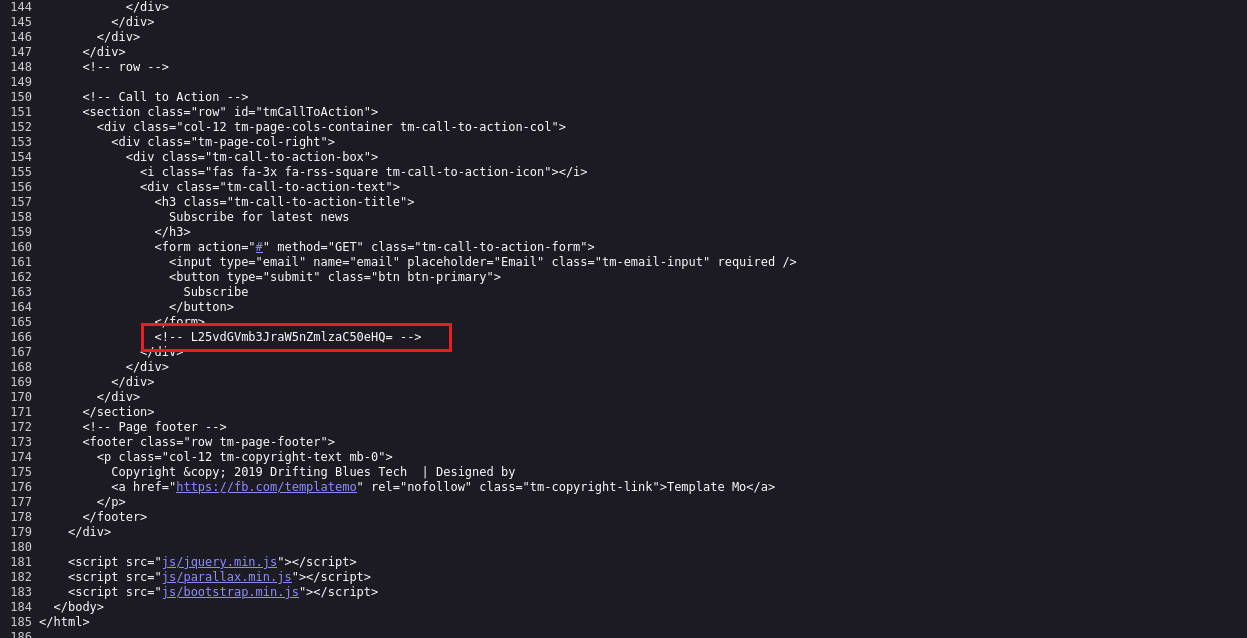 144            </div>
145          </div>
146        </div>
147      </div>
148      <!-- row -->
149
150      <!-- Call to Action -->
151      <section class="row" id="tmCallToAction">
152        <div class="col-12 tm-page-cols-container tm-call-to-action-col">
153          <div class="tm-page-col-right">
154            <div class="tm-call-to-action-box">
155              <i class="fas fa-3x fa-rss-square tm-call-to-action-icon"></i>
156              <div class="tm-call-to-action-text">
157                <h3 class="tm-call-to-action-title">
158                  Subscribe for latest news
159                </h3>
160                <form action="#" method="GET" class="tm-call-to-action-form">
161                  <input type="email" name="email" placeholder="Email" class="tm-email-input" required />
162                  <button type="submit" class="btn btn-primary">
163                    Subscribe
164                  </button>
165                </form>
166                <!-- L25vdGVmb3JraW5nZmlzaC50eHQ= -->
167              </div>
168            </div>
169          </div>
170        </div>
171      </section>
172      <!-- Page footer -->
173      <footer class="row tm-page-footer">
174        <p class="col-12 tm-copyright-text mb-0">
175          Copyright &copy; 2019 Drifting Blues Tech  | Designed by
176          <a href="https://fb.com/templatemo" rel="nofollow" class="tm-copyright-link">Template Mo</a>
177        </p>
178      </footer>
179    </div>
180
181    <script src="js/jquery.min.js"></script>
182    <script src="js/parallax.min.js"></script>
183    <script src="js/bootstrap.min.js"></script>
184  </body>
185 </html>
186